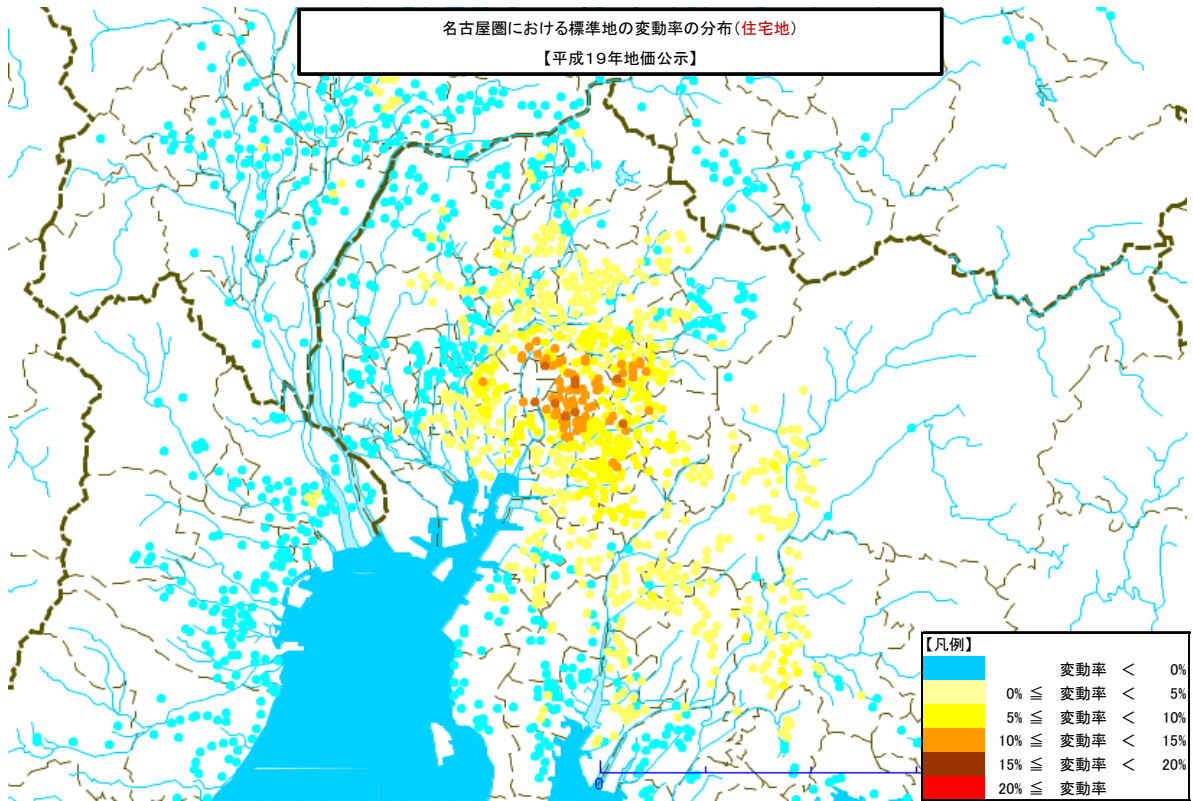 名古屋圏における標準地の変動率の分布(住宅地)
【平成19年地価公示】
【凡例】
変動率 < 0%
0% ≦ 変動率 < 5%
5% ≦ 変動率 < 10%
10% ≦ 変動率 < 15%
15% ≦ 変動率 < 20%
20% ≦ 変動率
0